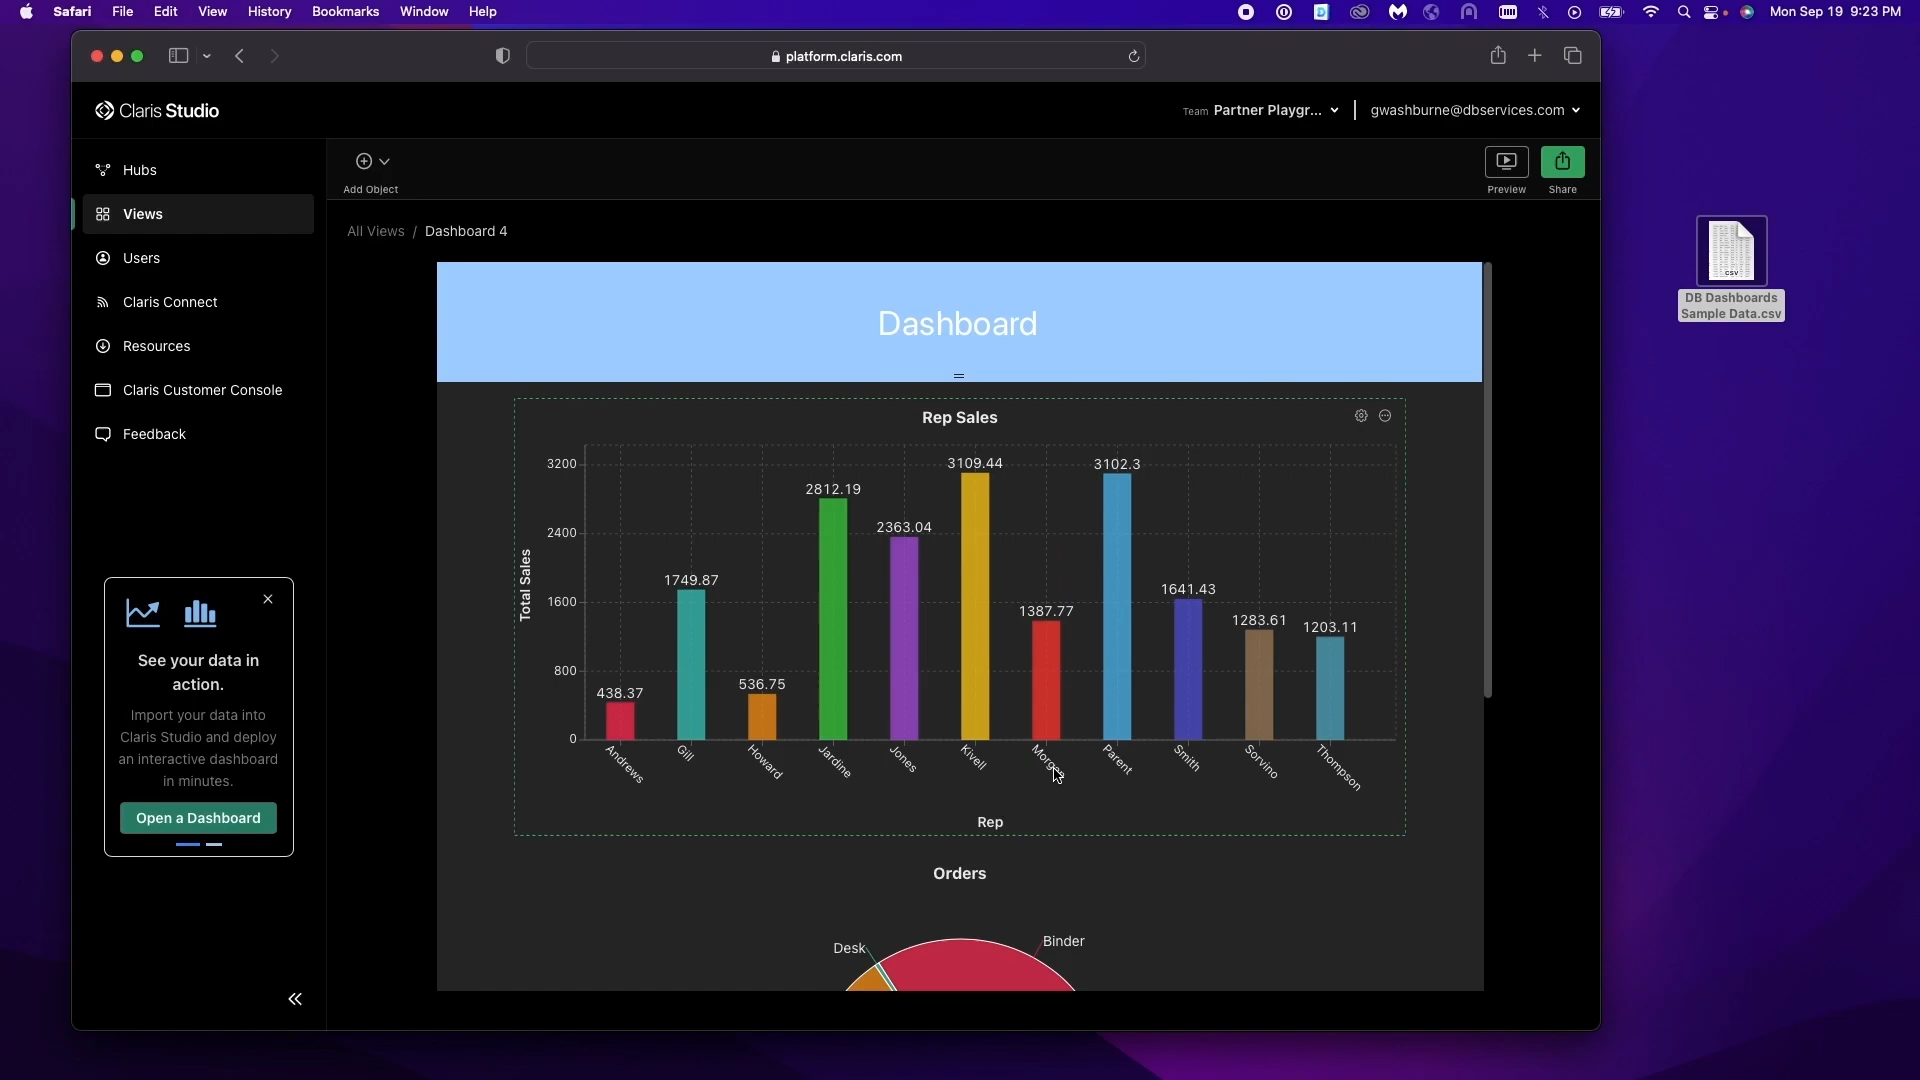 Safari File Edit View History Bookmarks Window Help
Mon Sep 19 9:23 PM
platform.claris.com
Claris Studio
Team Partner Playgr...
gwashburne@dbservices.com
Hubs
Views
Users
Claris Connect
Resources
Claris Customer Console
Feedback
See your data in
action.
Import your data into
Claris Studio and deploy
an interactive dashboard
in minutes.
Open a Dashboard
Add Object
Preview
Share
All Views / Dashboard 4
Dashboard
Rep Sales
Total Sales
3200
2400
1600
800
0
438.37
1749.87
536.75
2812.19
2363.04
3109.44
1387.77
3102.3
1641.43
1283.61
1203.11
Andrews
Gill
Howard
Jardine
Jones
Kivell
Morgan
Parent
Smith
Sorvino
Thompson
Rep
Orders
Desk
Binder
CSV
DB Dashboards
Sample Data.csv